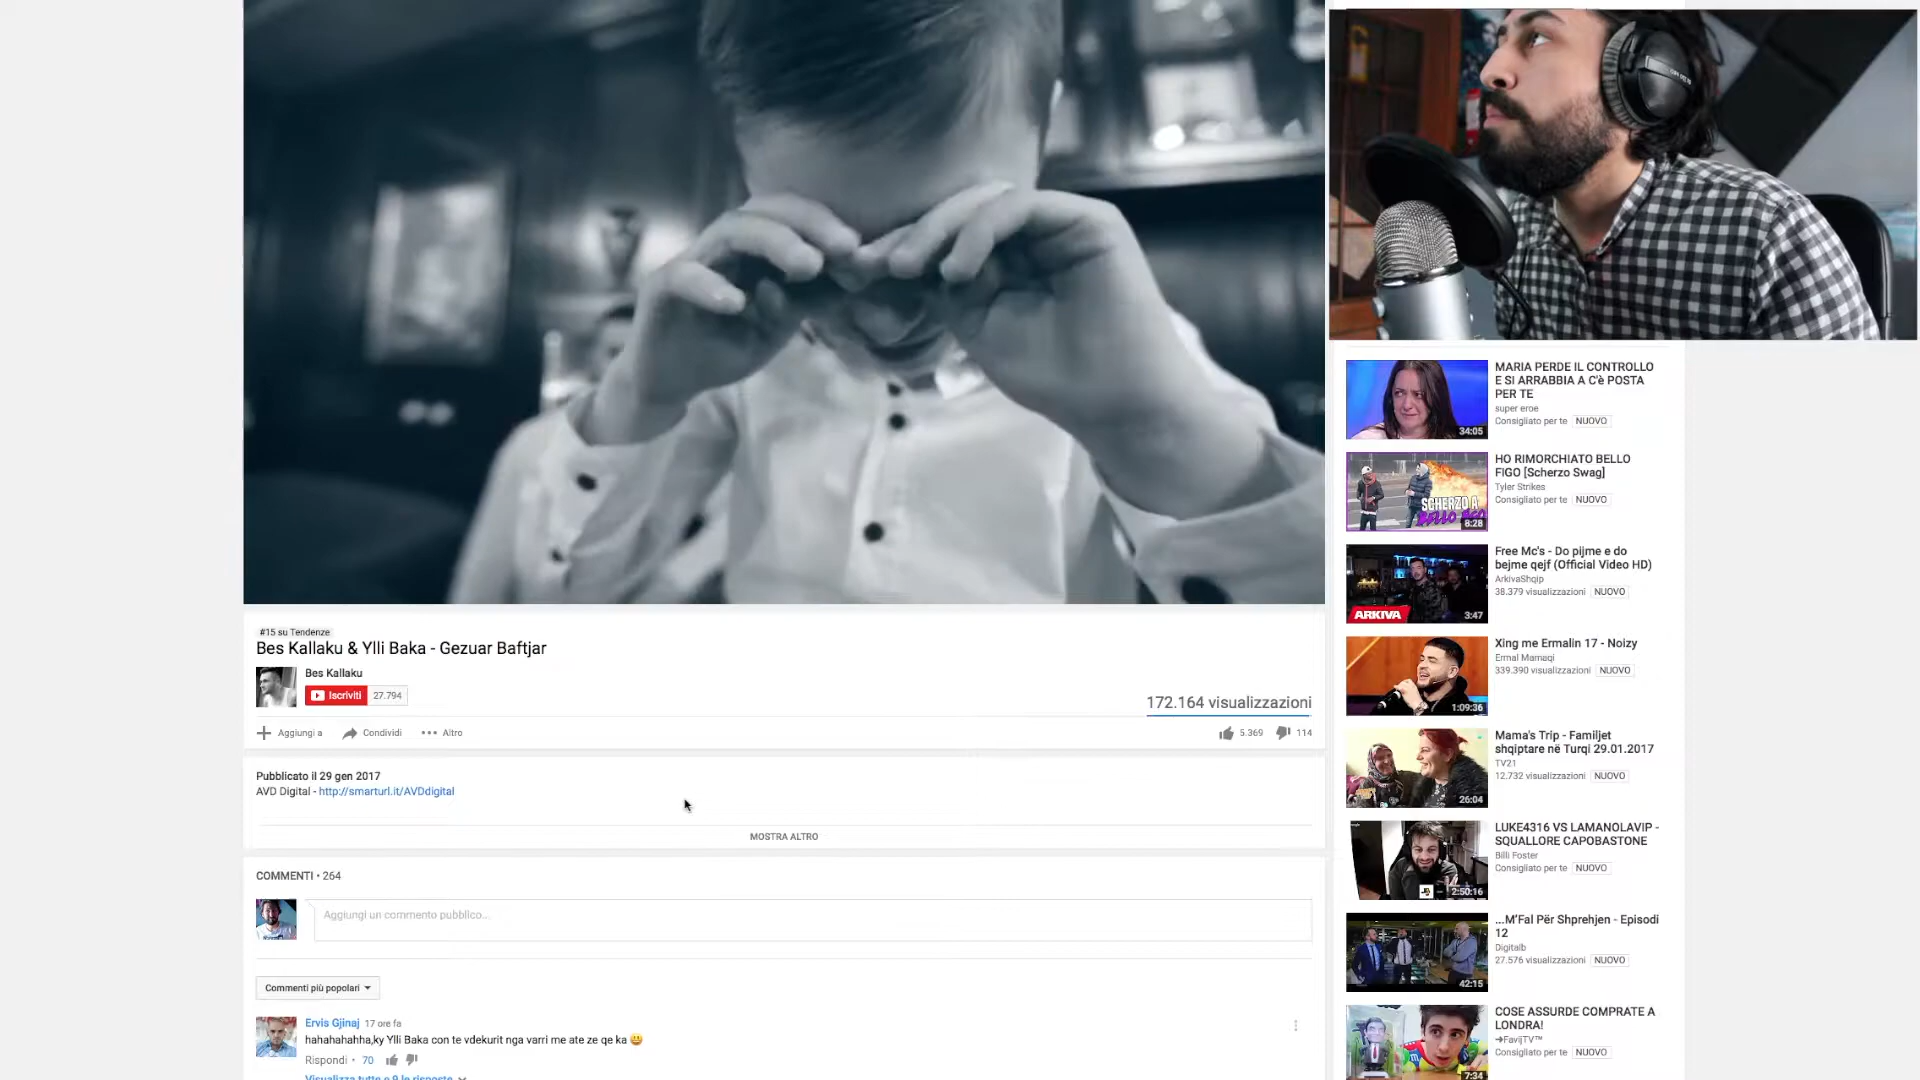 #15 su Tendenze
Bes Kallaku & Ylli Baka - Gezuar Baftjar
Bes Kallaku
Iscriviti 27.794
172.164 visualizzazioni
Aggiungi a Condividi Altro
5.369 114
Pubblicato il 29 gen 2017
AVD Digital - http://smarturl.it/AVDdigital
MOSTRA ALTRO
COMMENTI • 264
Aggiungi un commento pubblico...
Commenti più popolari
Ervis Gjinaj 17 ore fa
hahahahahha,ky Ylli Baka con te vdekurit nga varri me ate ze qe ka 😃
Rispondi • 70
Visualizza tutte e 9 le risposte
MARIA PERDE IL CONTROLLO
E SI ARRABBIA A C'è POSTA
PER TE
super eroe
Consigliato per te NUOVO
34:05
HO RIMORCHIATO BELLO
FIGO [Scherzo Swag]
Tyler Strikes
Consigliato per te NUOVO
SCHERZO A
BELLO FIGO
8:28
Free Mc's - Do pijme e do
bejme qejf (Official Video HD)
ArkivaShqip
38.379 visualizzazioni NUOVO
ARKIVA
3:47
Xing me Ermalin 17 - Noizy
Ermal Mamaqi
339.390 visualizzazioni NUOVO
1:09:36
Mama's Trip - Familjet
shqiptare në Turqi 29.01.2017
TV21
12.732 visualizzazioni NUOVO
26:04
LUKE4316 VS LAMANOLAVIP -
SQUALLORE CAPOBASTONE
Billi Foster
Consigliato per te NUOVO
2:50:16
...M'Fal Për Shprehjen - Episodi
12
Digitalb
27.576 visualizzazioni NUOVO
42:15
COSE ASSURDE COMPRATE A
LONDRA!
➔FavijTV™
Consigliato per te NUOVO
7:34